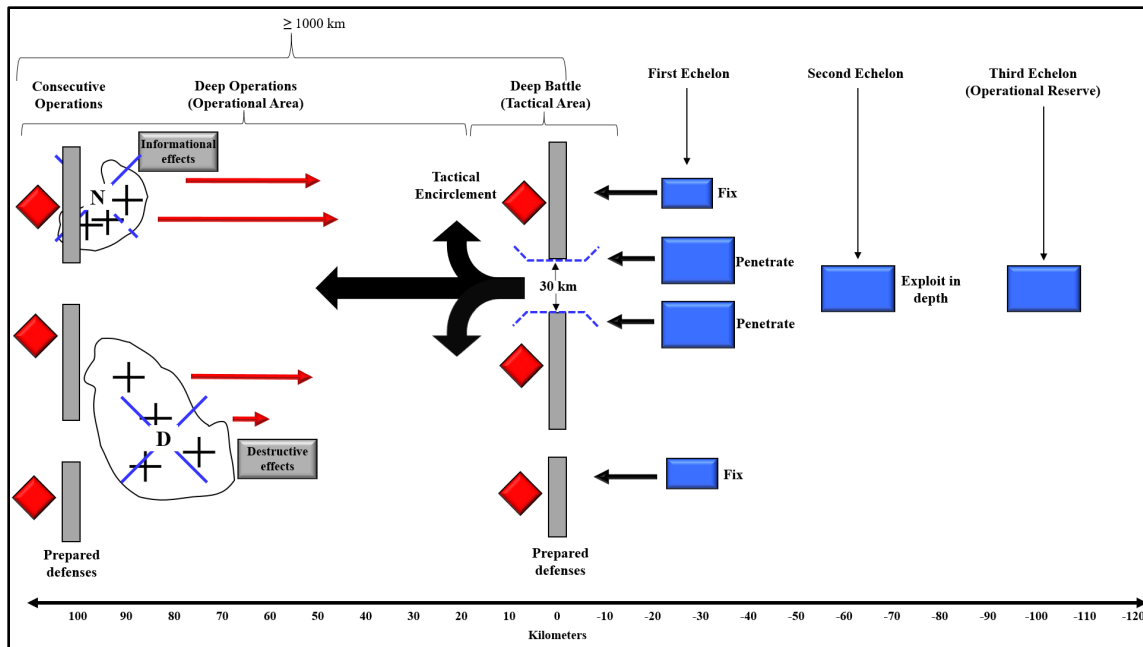 ≥ 1000 km
Consecutive
Operations
Deep Operations
(Operational Area)
Deep Battle
(Tactical Area)
First Echelon
Second Echelon
Third Echelon
(Operational Reserve)
Informational
effects
N
Tactical
Encirclement
Fix
Penetrate
30 km
Exploit in
depth
Penetrate
D
Destructive
effects
Fix
Prepared
defenses
Prepared
defenses
100 90 80 70 60 50 40 30 20 10 0 -10 -20 -30 -40 -50 -60 -70 -80 -90 -100 -110 -120
Kilometers